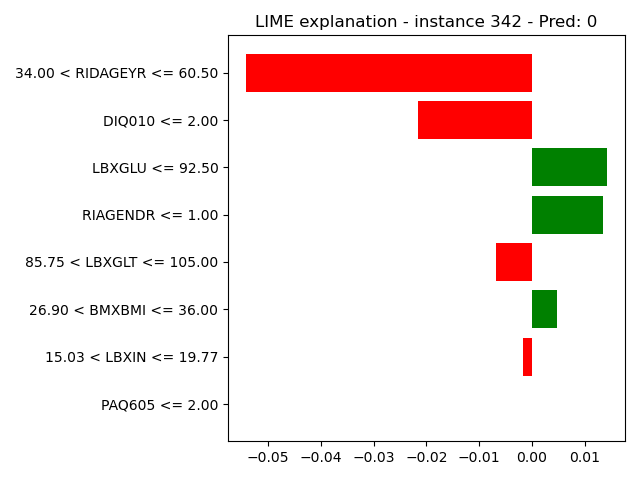 LIME explanation - instance 342 - Pred: 0
34.00 < RIDAGEYR <= 60.50
DIQ010 <= 2.00
LBXGLU <= 92.50
RIAGENDR <= 1.00
85.75 < LBXGLT <= 105.00
26.90 < BMXBMI <= 36.00
15.03 < LBXIN <= 19.77
PAQ605 <= 2.00
−0.05 −0.04 −0.03 −0.02 −0.01 0.00 0.01